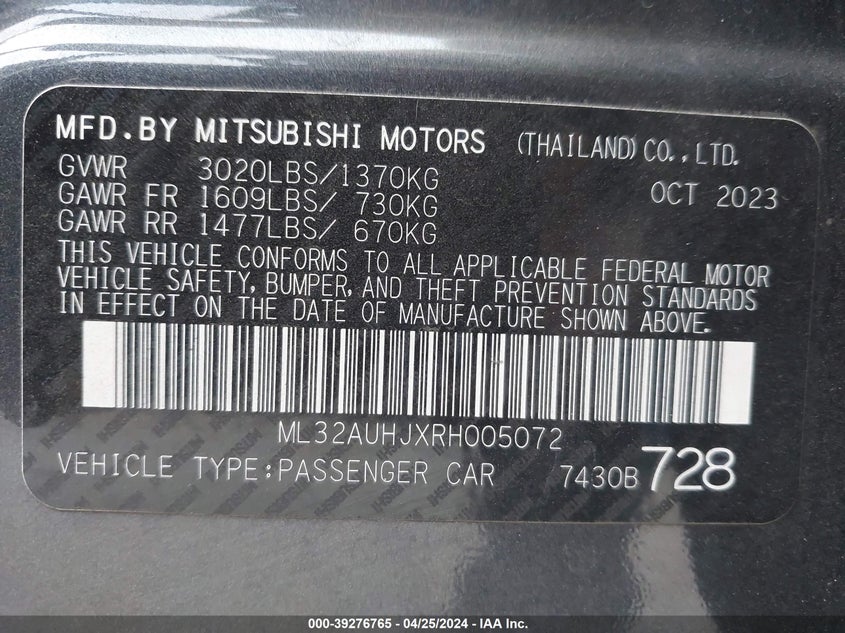 MFD.BY MITSUBISHI MOTORS (THAILAND) CO.,LTD.
GVWR 3020LBS/1370KG OCT 2023
GAWR FR 1609LBS/ 730KG
GAWR RR 1477LBS/ 670KG
THIS VEHICLE CONFORMS TO ALL APPLICABLE FEDERAL MOTOR
VEHICLE SAFETY, BUMPER, AND THEFT PREVENTION STANDARDS
IN EFFECT ON THE DATE OF MANUFACTURE SHOWN ABOVE.
ML32AUHJXRH005072
VEHICLE TYPE:PASSENGER CAR 7430B 728
000-39276765 - 04/25/2024 - IAA Inc.